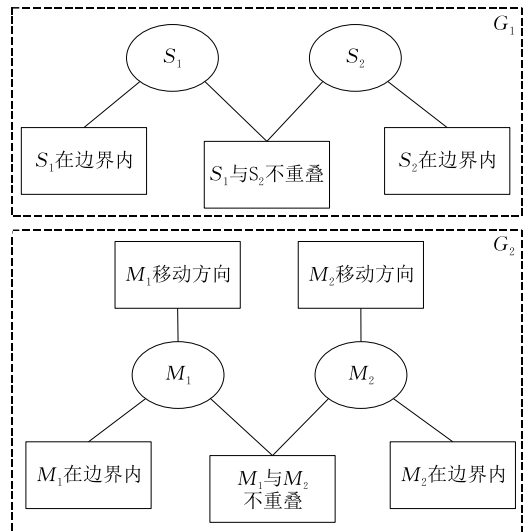 G₁
S₁
S₂
S₁在边界内
S₁与S₂不重叠
S₂在边界内
G₂
M₁移动方向
M₂移动方向
M₁
M₂
M₁在边界内
M₁与M₂
不重叠
M₂在边界内